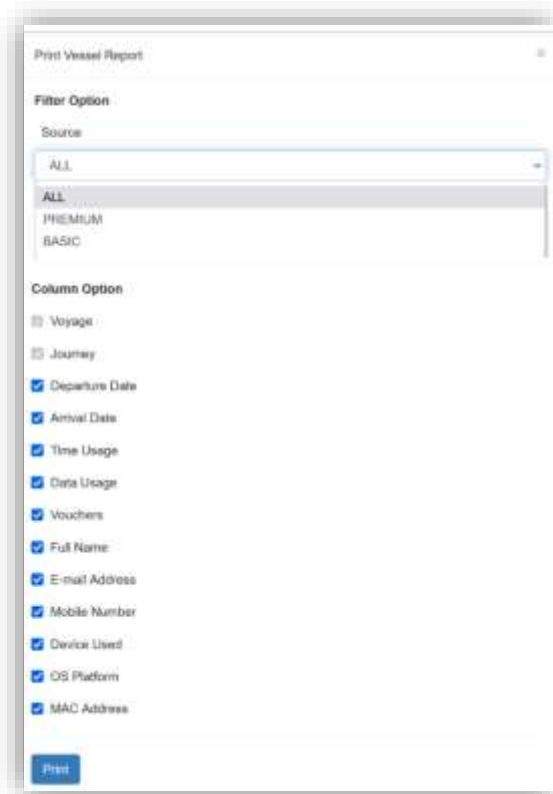 Print Vessel Report
Filter Option
Source
ALL
ALL
PREMIUM
BASIC
Column Option
Voyage
Journey
Departure Date
Arrival Date
Time Usage
Data Usage
Vouchers
Full Name
E-mail Address
Mobile Number
Device Used
OS Platform
MAC Address
Print